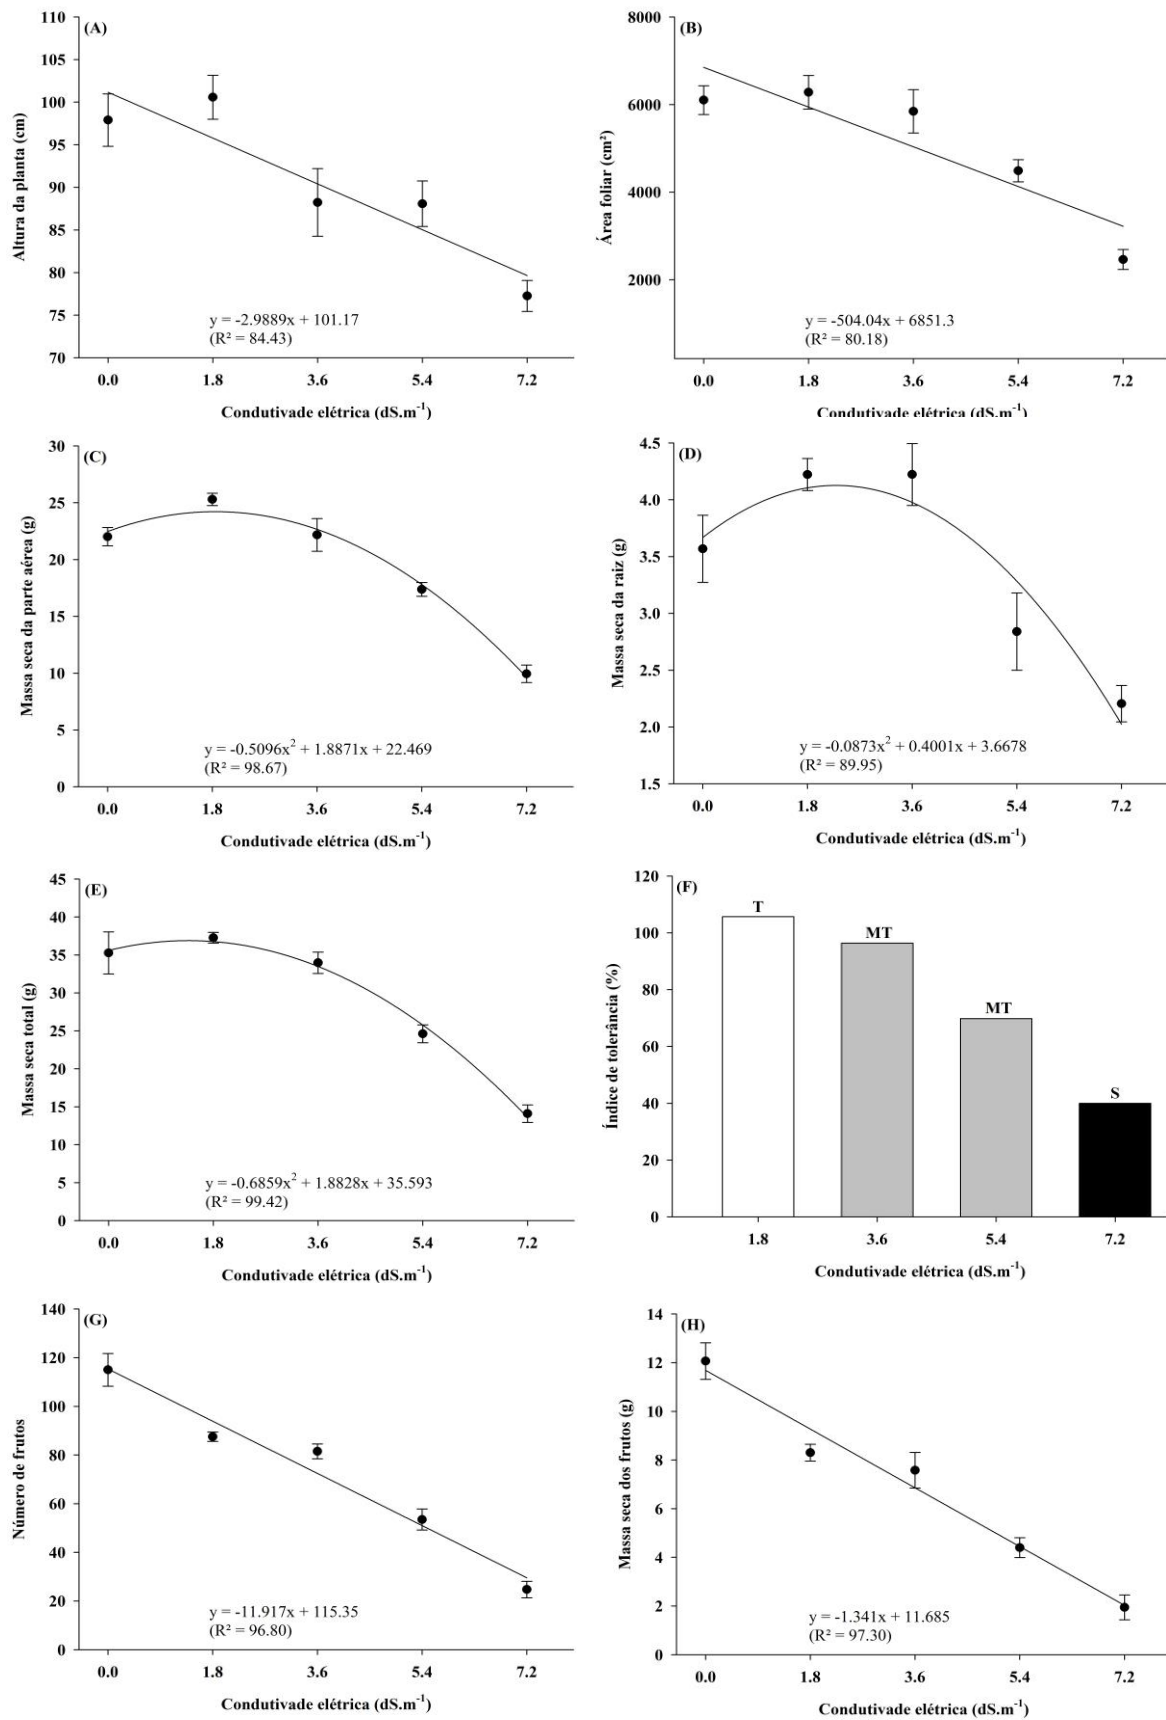 (A)
110
105
100
95
90
85
80
75
70
Altura da planta (cm)
y = -2.9889x + 101.17
(R² = 84.43)
0.0 1.8 3.6 5.4 7.2
Condutivade elétrica (dS.m⁻¹)
(B)
8000
6000
4000
2000
Área foliar (cm²)
y = -504.04x + 6851.3
(R² = 80.18)
0.0 1.8 3.6 5.4 7.2
Condutivade elétrica (dS.m⁻¹)
(C)
30
25
20
15
10
5
0
Massa seca da parte aérea (g)
y = -0.5096x² + 1.8871x + 22.469
(R² = 98.67)
0.0 1.8 3.6 5.4 7.2
Condutivade elétrica (dS.m⁻¹)
(D)
4.5
4.0
3.5
3.0
2.5
2.0
1.5
Massa seca da raiz (g)
y = -0.0873x² + 0.4001x + 3.6678
(R² = 89.95)
0.0 1.8 3.6 5.4 7.2
Condutivade elétrica (dS.m⁻¹)
(E)
45
40
35
30
25
20
15
10
5
0
Massa seca total (g)
y = -0.6859x² + 1.8828x + 35.593
(R² = 99.42)
0.0 1.8 3.6 5.4 7.2
Condutivade elétrica (dS.m⁻¹)
(F)
120
100
80
60
40
20
0
Índice de tolerância (%)
T
MT
MT
S
1.8 3.6 5.4 7.2
Condutivade elétrica (dS.m⁻¹)
(G)
140
120
100
80
60
40
20
0
Número de frutos
y = -11.917x + 115.35
(R² = 96.80)
0.0 1.8 3.6 5.4 7.2
Condutivade elétrica (dS.m⁻¹)
(H)
14
12
10
8
6
4
2
0
Massa seca dos frutos (g)
y = -1.341x + 11.685
(R² = 97.30)
0.0 1.8 3.6 5.4 7.2
Condutivade elétrica (dS.m⁻¹)